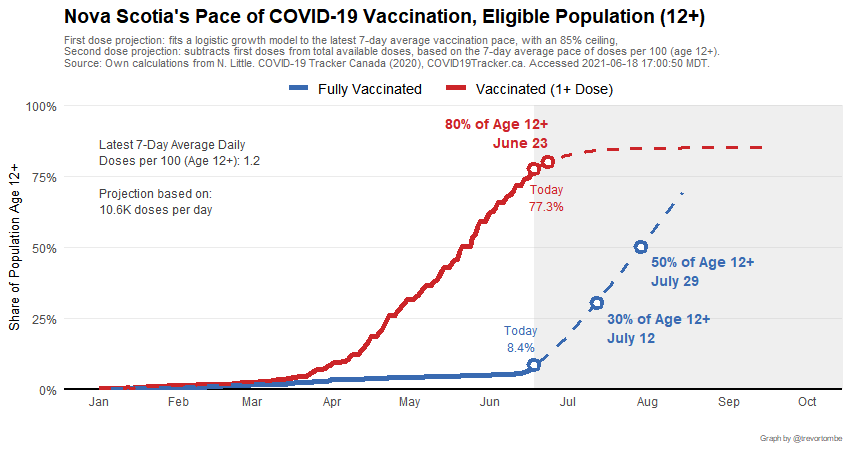 Nova Scotia's Pace of COVID-19 Vaccination, Eligible Population (12+)
First dose projection: fits a logistic growth model to the latest 7-day average vaccination pace, with an 85% ceiling,
Second dose projection: subtracts first doses from total available doses, based on the 7-day average pace of doses per 100 (age 12+).
Source: Own calculations from N. Little. COVID-19 Tracker Canada (2020), COVID19Tracker.ca. Accessed 2021-06-18 17:00:50 MDT.
Fully Vaccinated
Vaccinated (1+ Dose)
Share of Population Age 12+
100%
75%
50%
25%
0%
Latest 7-Day Average Daily
Doses per 100 (Age 12+): 1.2
Projection based on:
10.6K doses per day
80% of Age 12+
June 23
Today
77.3%
50% of Age 12+
July 29
30% of Age 12+
July 12
Today
8.4%
Jan
Feb
Mar
Apr
May
Jun
Jul
Aug
Sep
Oct
Graph by @trevortombe